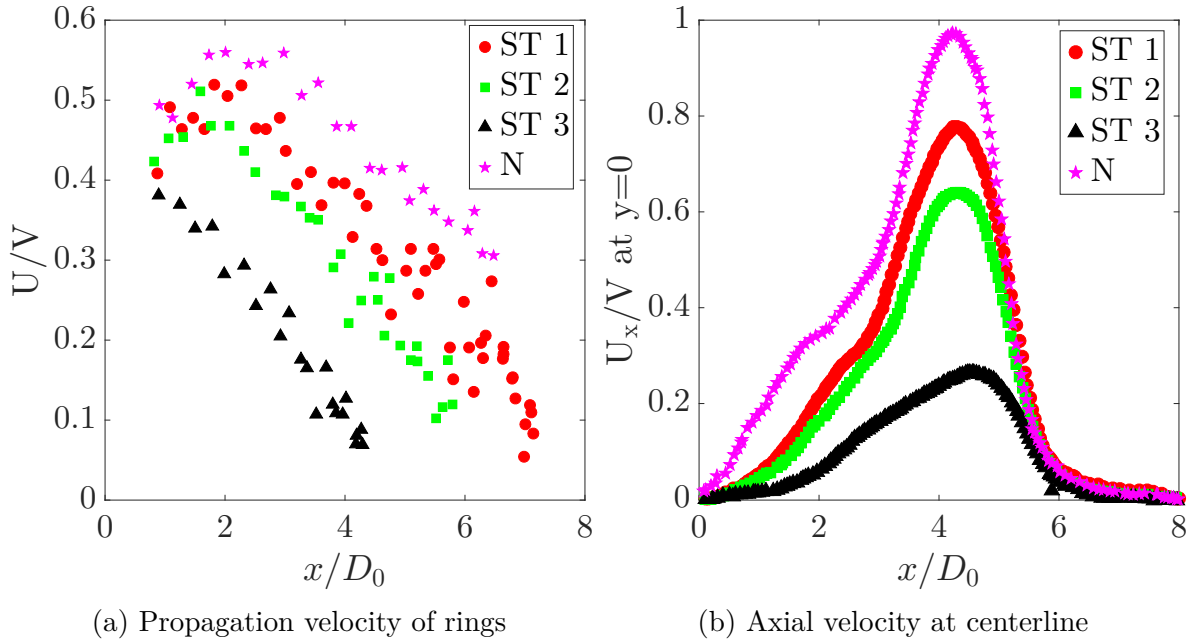 0.6
0.5
0.4
0.3
0.2
0.1
0
U/V
ST 1
ST 2
ST 3
N
0 2 4 6 8
x/D₀
(a) Propagation velocity of rings
1
0.8
0.6
0.4
0.2
0
Uₓ/V at y=0
ST 1
ST 2
ST 3
N
0 2 4 6 8
x/D₀
(b) Axial velocity at centerline